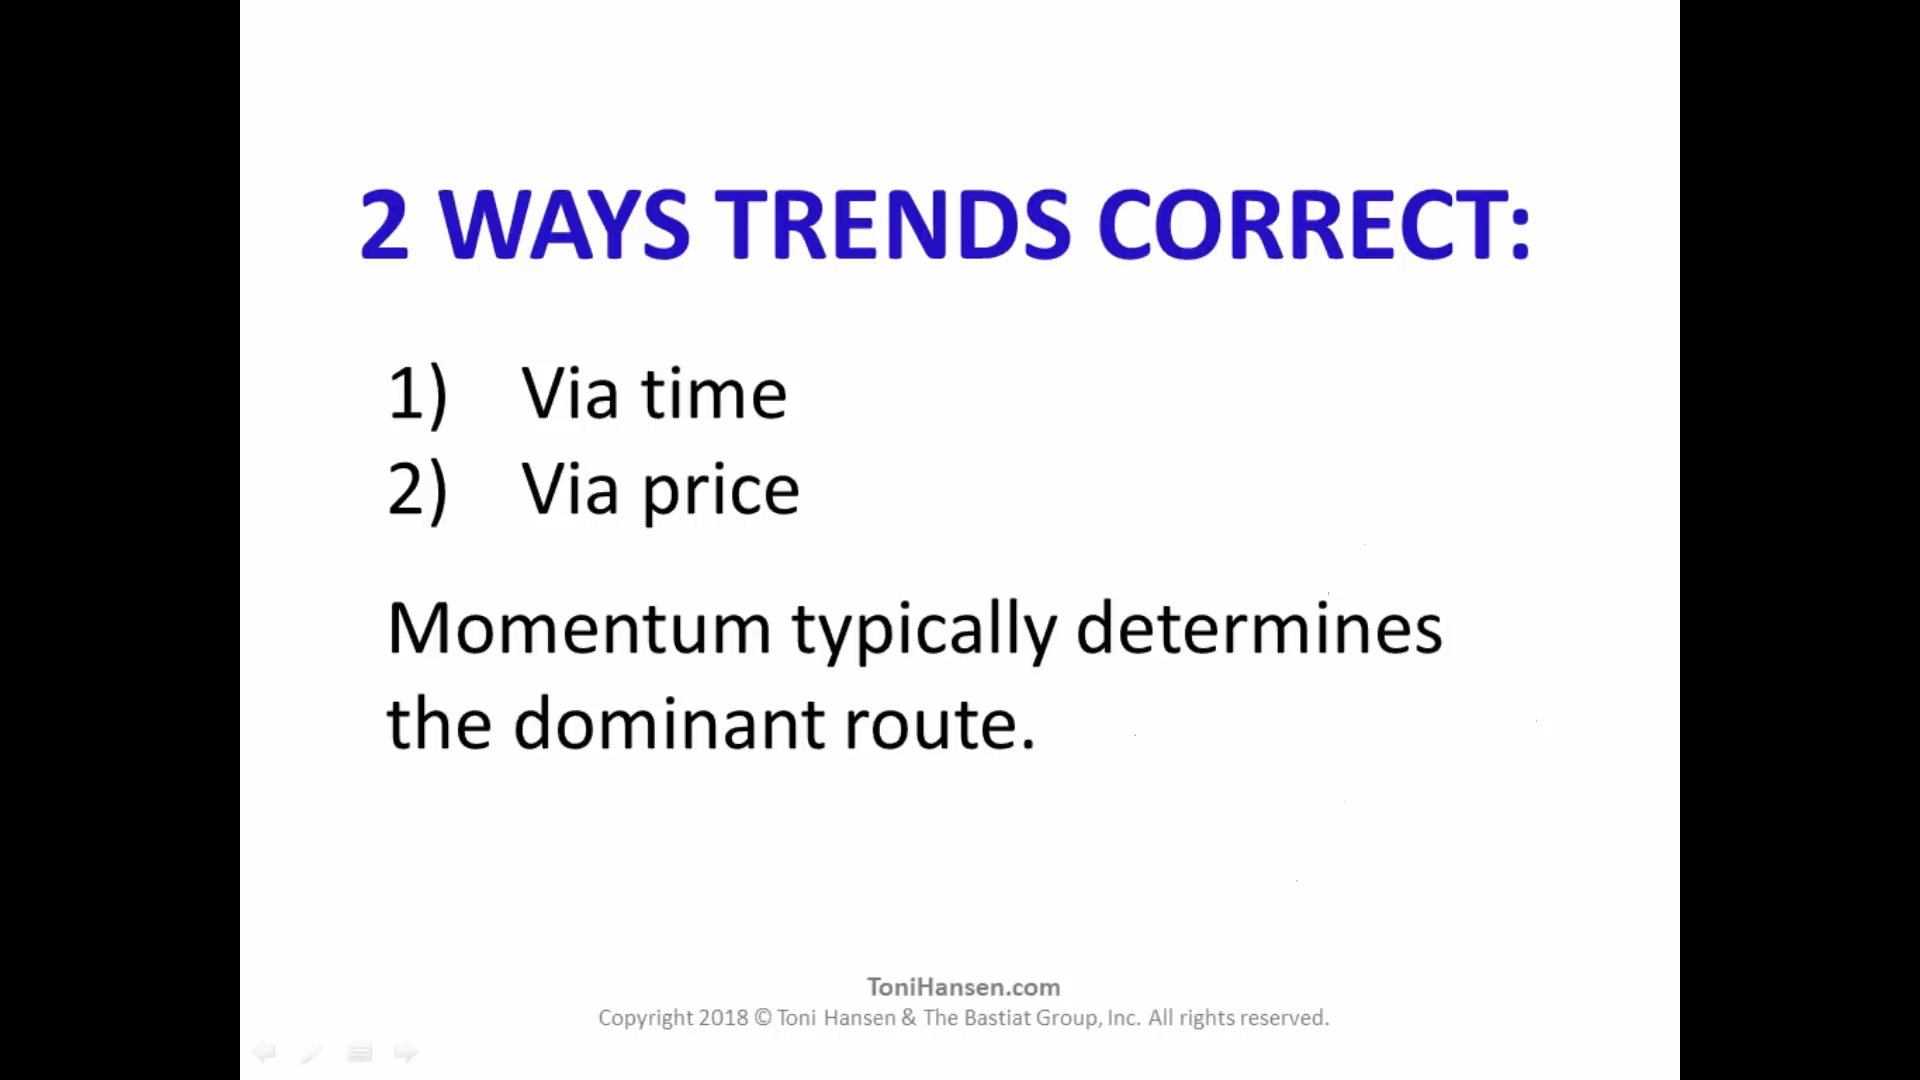 2 WAYS TRENDS CORRECT:
1) Via time
2) Via price
Momentum typically determines
the dominant route.
ToniHansen.com
Copyright 2018 © Toni Hansen & The Bastiat Group, Inc. All rights reserved.